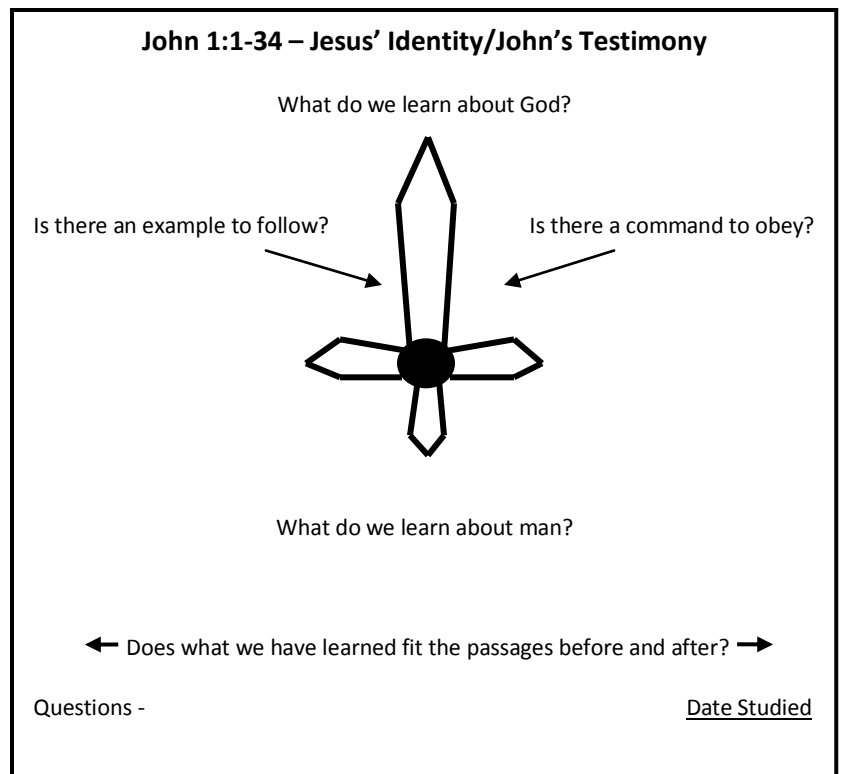 John 1:1-34 – Jesus’ Identity/John’s Testimony
What do we learn about God?
Is there an example to follow?
Is there a command to obey?
What do we learn about man?
Does what we have learned fit the passages before and after?
Questions -
Date Studied